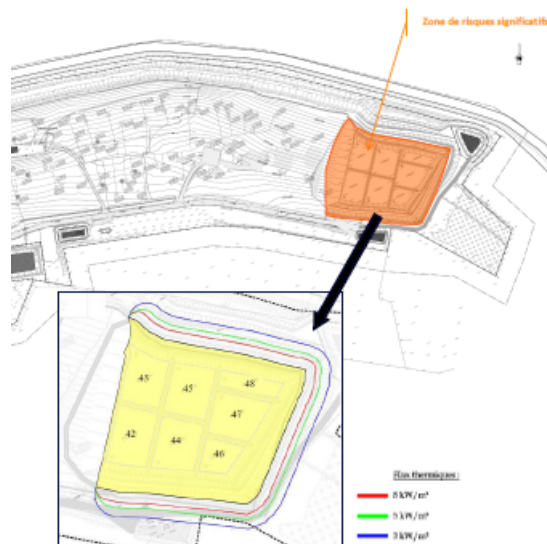 Zone de risques significatifs
43
45
48
47
42
44
46
Flux thermiques :
8 kW/m²
5 kW/m²
3 kW/m²